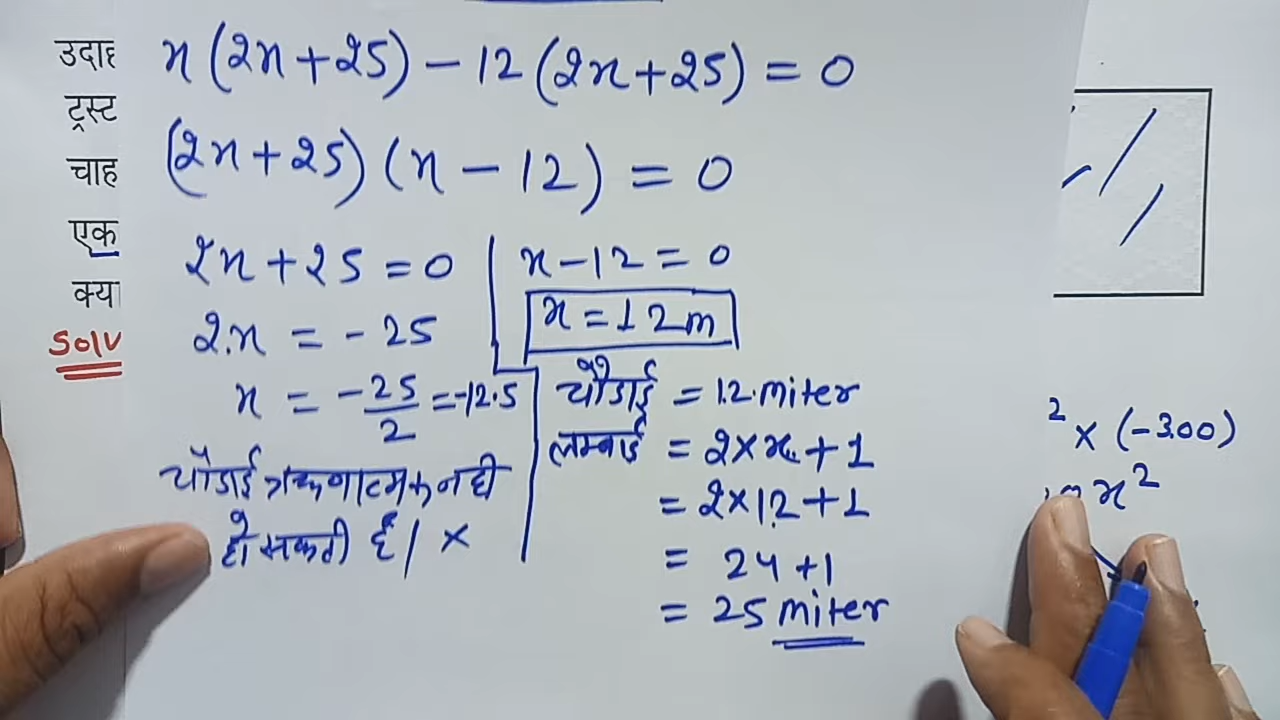 उदाह
ट्रस्ट
चाह
एक
क्या
Solv
x(2x+25)-12(2x+25)=0
(2x+25)(x-12)=0
2x+25=0
2.x = -25
x = -25/2 = -12.5
चौडाई ऋणात्मक नही
हो सकती है। ×
x-12=0
x=12m
चौडाई = 12.miter
लम्बाई = 2×x+1
= 2×12+1
= 24+1
= 25 miter
² × (-300)
x²